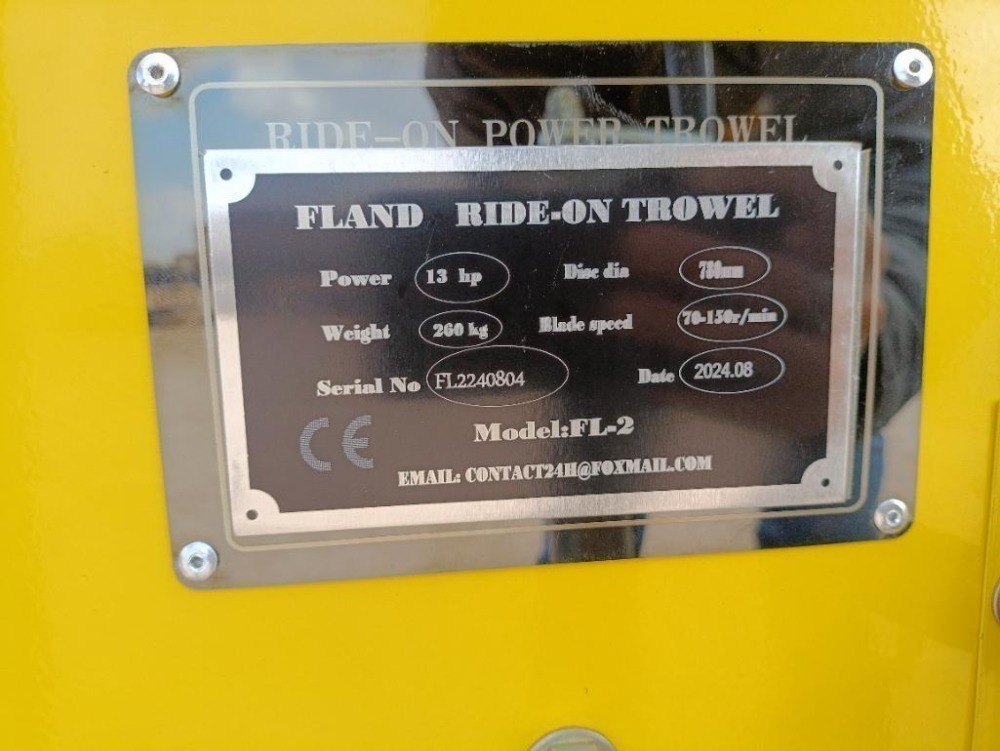 RIDE-ON POWER TROWEL
FLAND RIDE-ON TROWEL
Power 13 hp Disc dia 780mm
Weight 260 kg Blade speed 70-150r/min
Serial No FL2240804 Date 2024.08
CE
Model:FL-2
EMAIL: CONTACT24H@FOXMAIL.COM